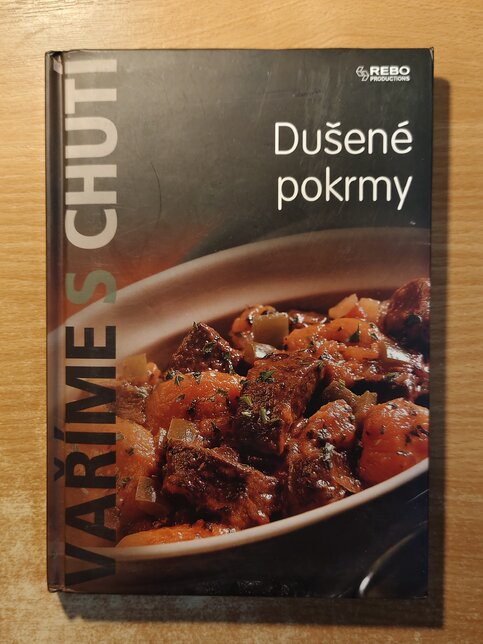 REBO
PRODUCTIONS
Dušené
pokrmy
VAŘÍME S CHUTÍ